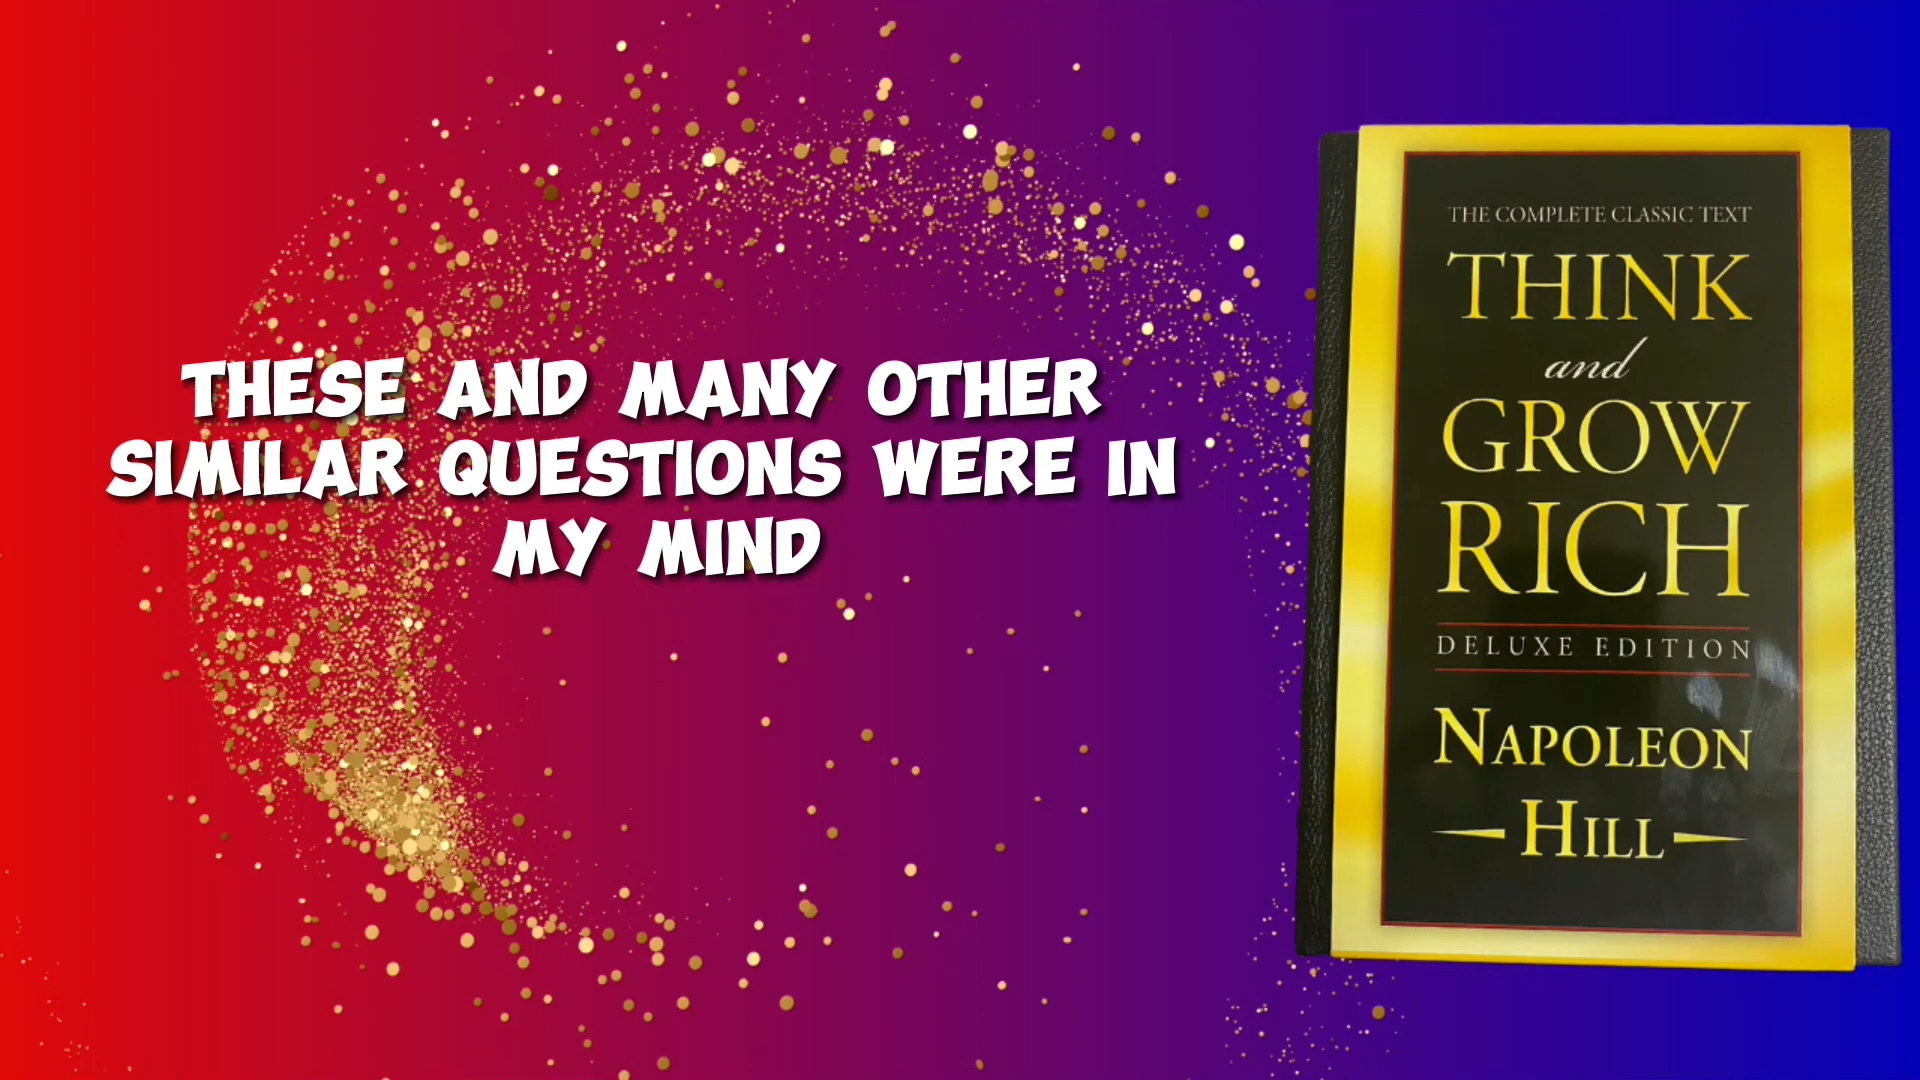 THESE AND MANY OTHER
SIMILAR QUESTIONS WERE IN
MY MIND
THE COMPLETE CLASSIC TEXT
THINK
and
GROW
RICH
DELUXE EDITION
NAPOLEON
HILL